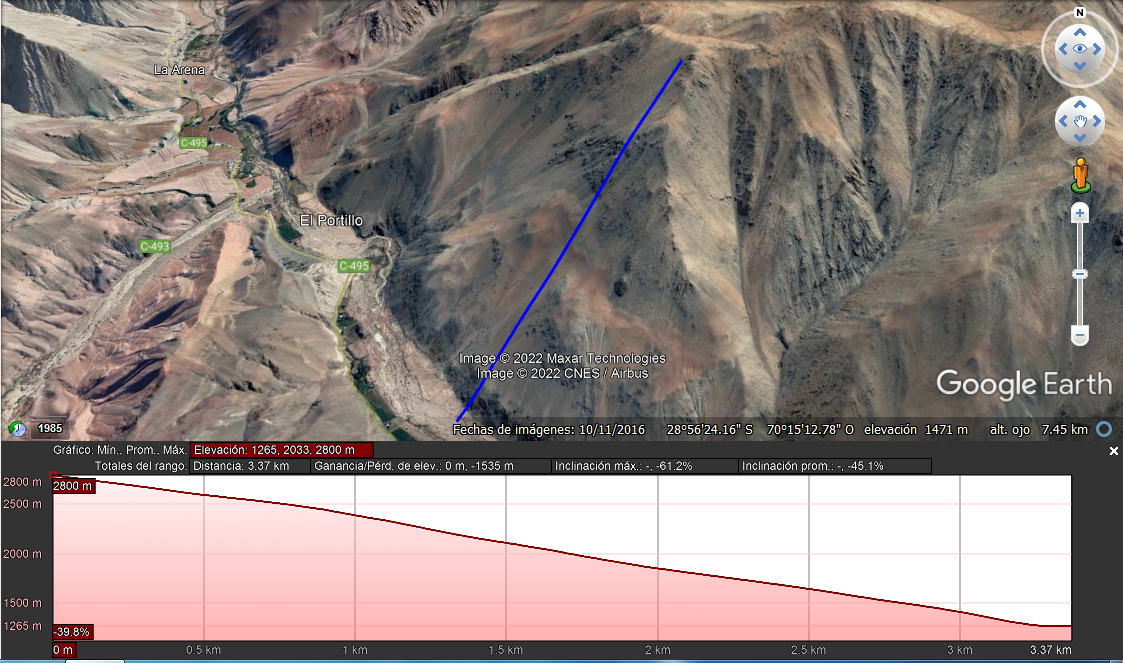 N
La Arena
C-495
El Portillo
C-493
C-495
Image © 2022 Maxar Technologies
Image © 2022 CNES / Airbus
Google Earth
1985
Fechas de imágenes: 10/11/2016 28°56'24.16" S 70°15'12.78" O elevación 1471 m alt. ojo 7.45 km
Gráfico: Mín., Prom., Máx. Elevación: 1265, 2033, 2800 m
Totales del rango: Distancia: 3.37 km Ganancia/Pérd. de elev.: 0 m, -1535 m Inclinación máx.: -, -61.2% Inclinación prom.: -, -45.1%
2800 m
2800 m
2500 m
2000 m
1500 m
1265 m
-39.8%
0 m 0.5 km 1 km 1.5 km 2 km 2.5 km 3 km 3.37 km